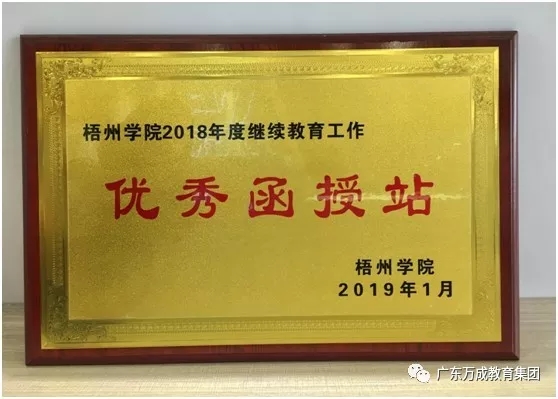 梧州学院2018年度继续教育工作
优秀函授站
梧州学院
2019年1月
广东万成教育集团